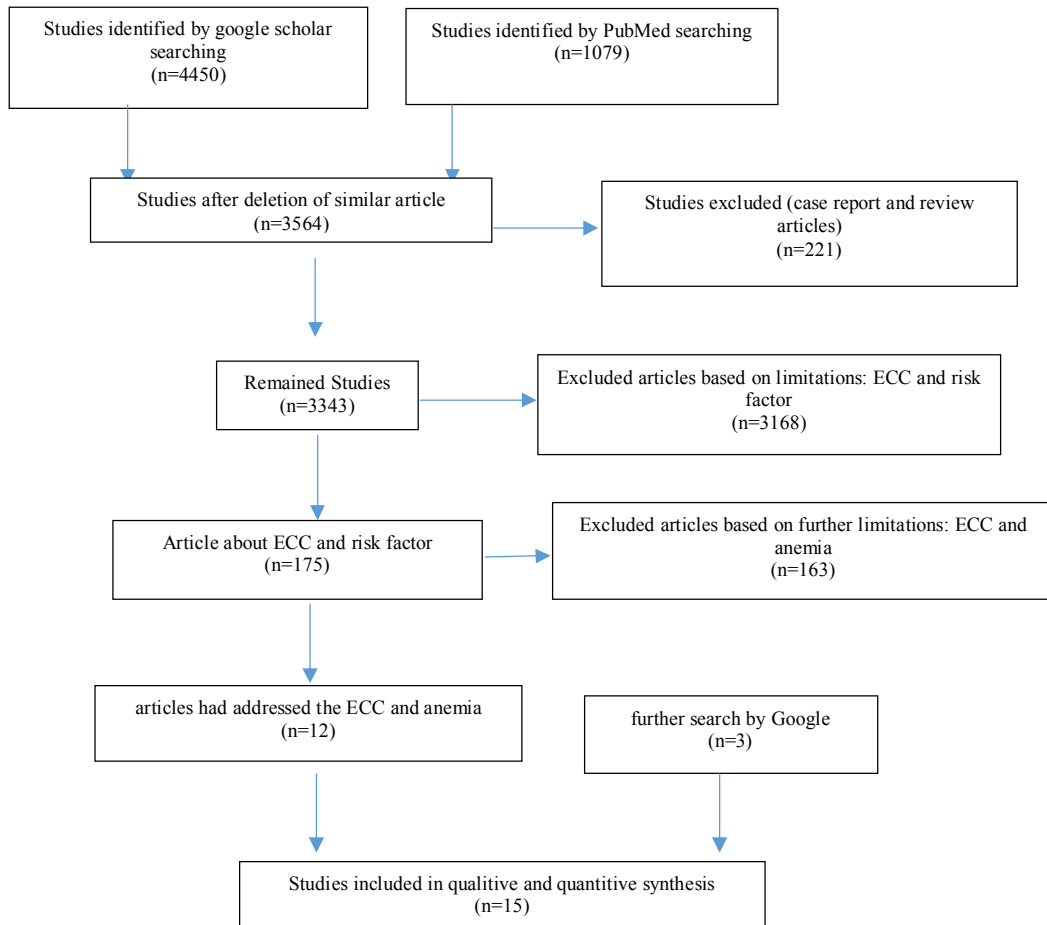 Studies identified by google scholar
searching
(n=4450)
Studies identified by PubMed searching
(n=1079)
Studies after deletion of similar article
(n=3564)
Studies excluded (case report and review
articles)
(n=221)
Remained Studies
(n=3343)
Excluded articles based on limitations: ECC and risk
factor
(n=3168)
Article about ECC and risk factor
(n=175)
Excluded articles based on further limitations: ECC and
anemia
(n=163)
articles had addressed the ECC and anemia
(n=12)
further search by Google
(n=3)
Studies included in qualitive and quantitive synthesis
(n=15)